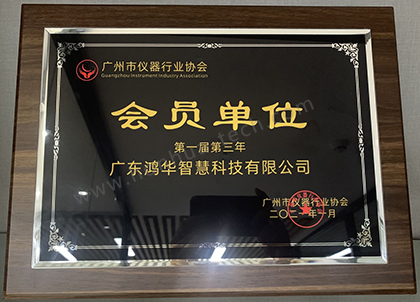 广州市仪器行业协会
Guangzhou Instrument Industry Association
会员单位
第一届第三年
广东鸿华智慧科技有限公司
广州市仪器行业协会
二〇二一年一月